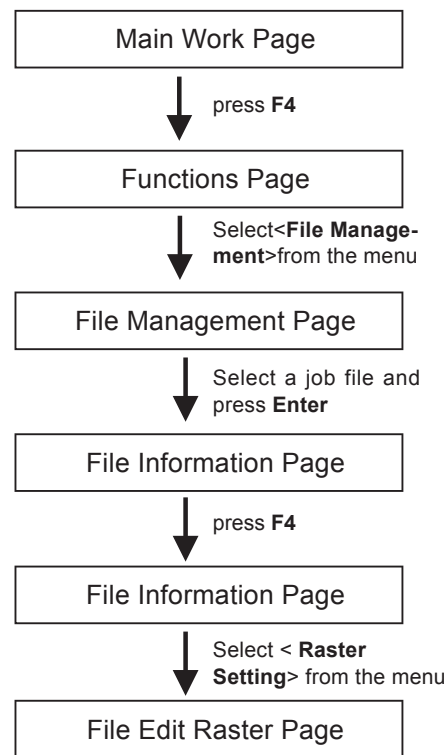 Main Work Page
press F4
Functions Page
Select<File Manage-
ment>from the menu
File Management Page
Select a job file and
press Enter
File Information Page
press F4
File Information Page
Select < Raster
Setting> from the menu
File Edit Raster Page